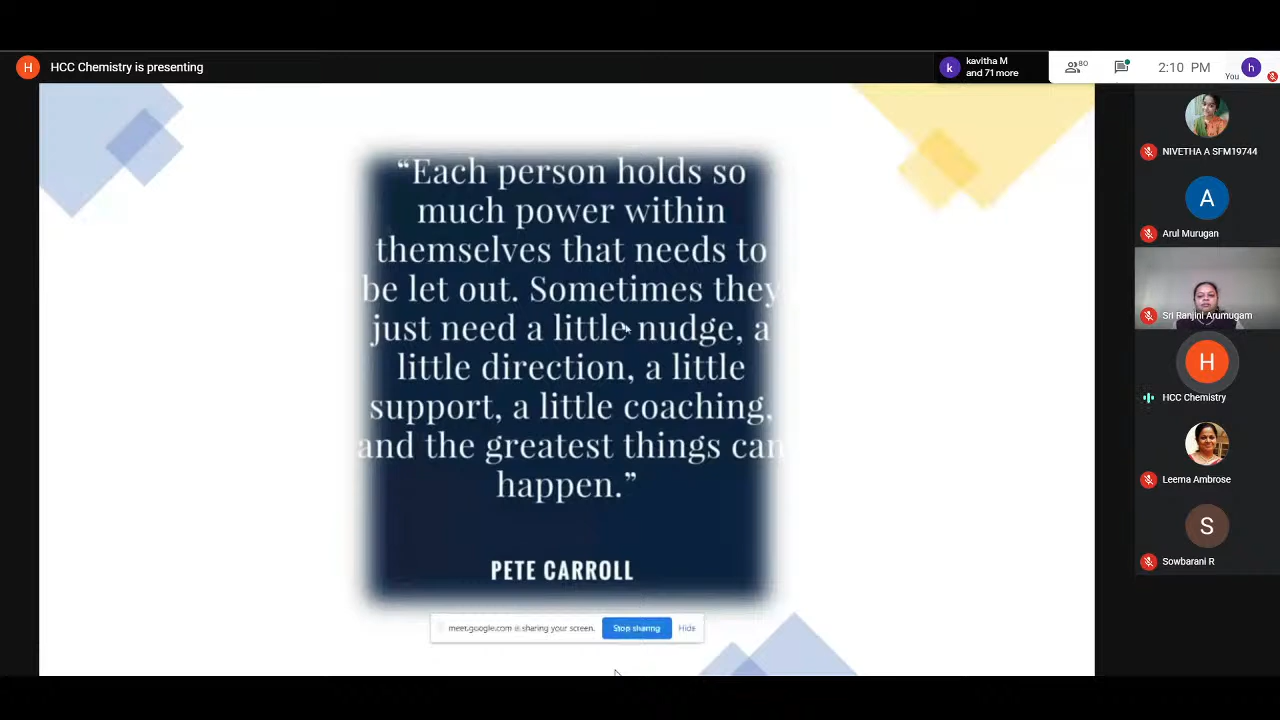 H
HCC Chemistry is presenting
k
kavitha M
and 71 more
80
2:10 PM
You
h
“Each person holds so
much power within
themselves that needs to
be let out. Sometimes they
just need a little nudge, a
little direction, a little
support, a little coaching,
and the greatest things can
happen.”
PETE CARROLL
meet.google.com is sharing your screen.
Stop sharing
Hide
NIVETHA A SFM19744
A
Arul Murugan
Sri Ranjini Arumugam
H
HCC Chemistry
Leema Ambrose
S
Sowbarani R